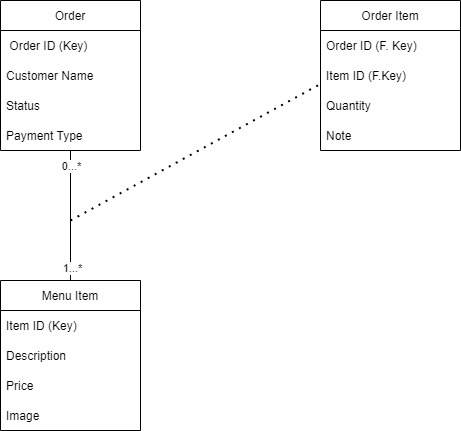 Order
Order ID (Key)
Customer Name
Status
Payment Type
Order Item
Order ID (F. Key)
Item ID (F.Key)
Quantity
Note
0...*
1...*
Menu Item
Item ID (Key)
Description
Price
Image